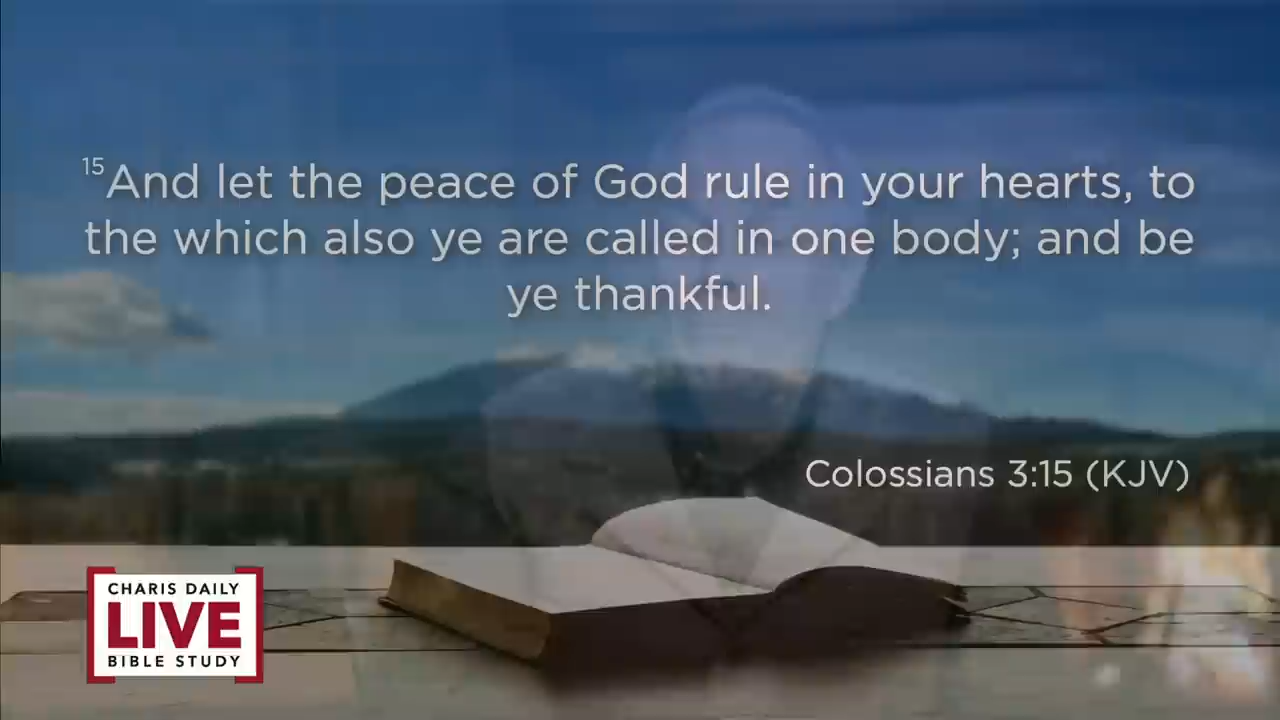 15And let the peace of God rule in your hearts, to
the which also ye are called in one body; and be
ye thankful.
Colossians 3:15 (KJV)
CHARIS DAILY
LIVE
BIBLE STUDY